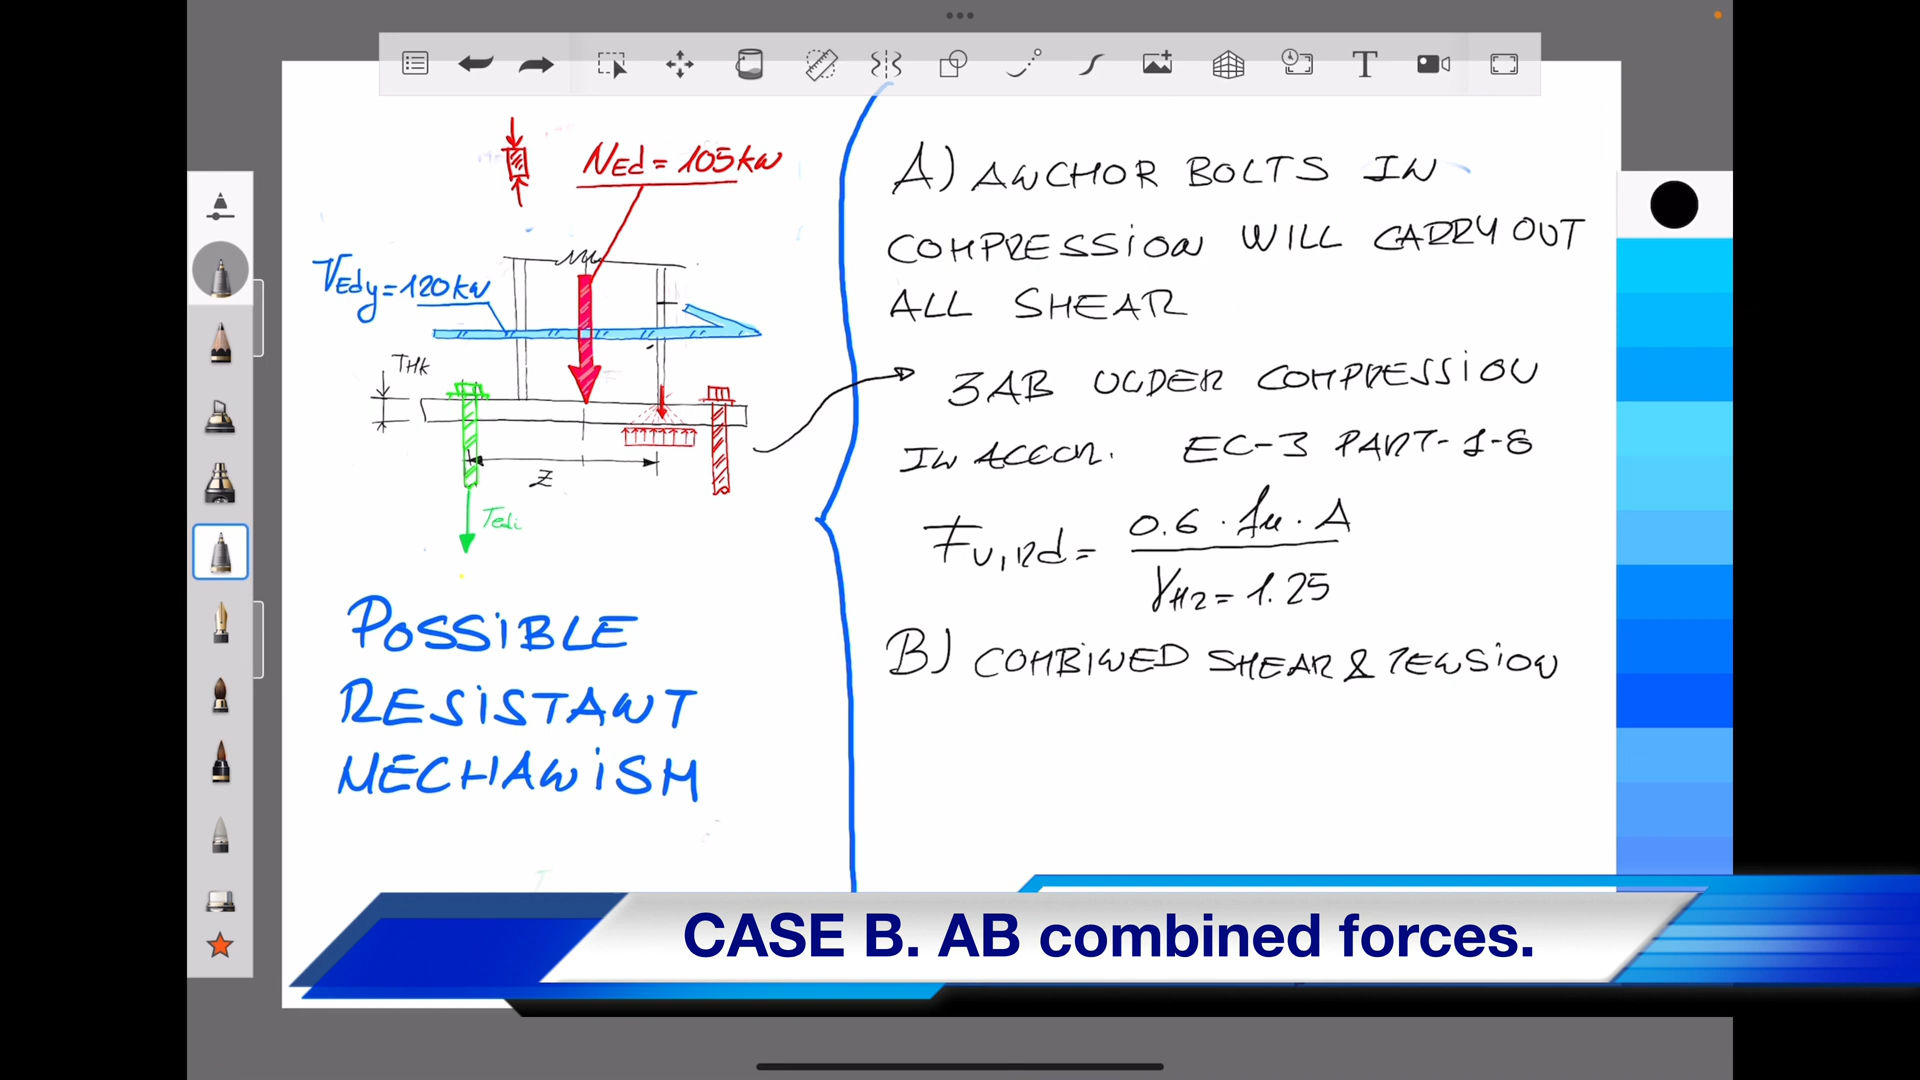 NEd = 105kN
VEdy = 120kN
THk
Z
TEdi
POSSiBLE
RESiSTANT
MECHANiSM
A) ANCHOR BOLTS IN
COMPRESSiON WILL CARRY OUT
ALL SHEAR
3AB UNDER COMPRESSiON
IN ACCOR. EC-3 PART-1-8
Fv,Rd = 0.6 · fu · A
γM2 = 1.25
B) COMBiNED SHEAR & TENSiON
CASE B. AB combined forces.
T